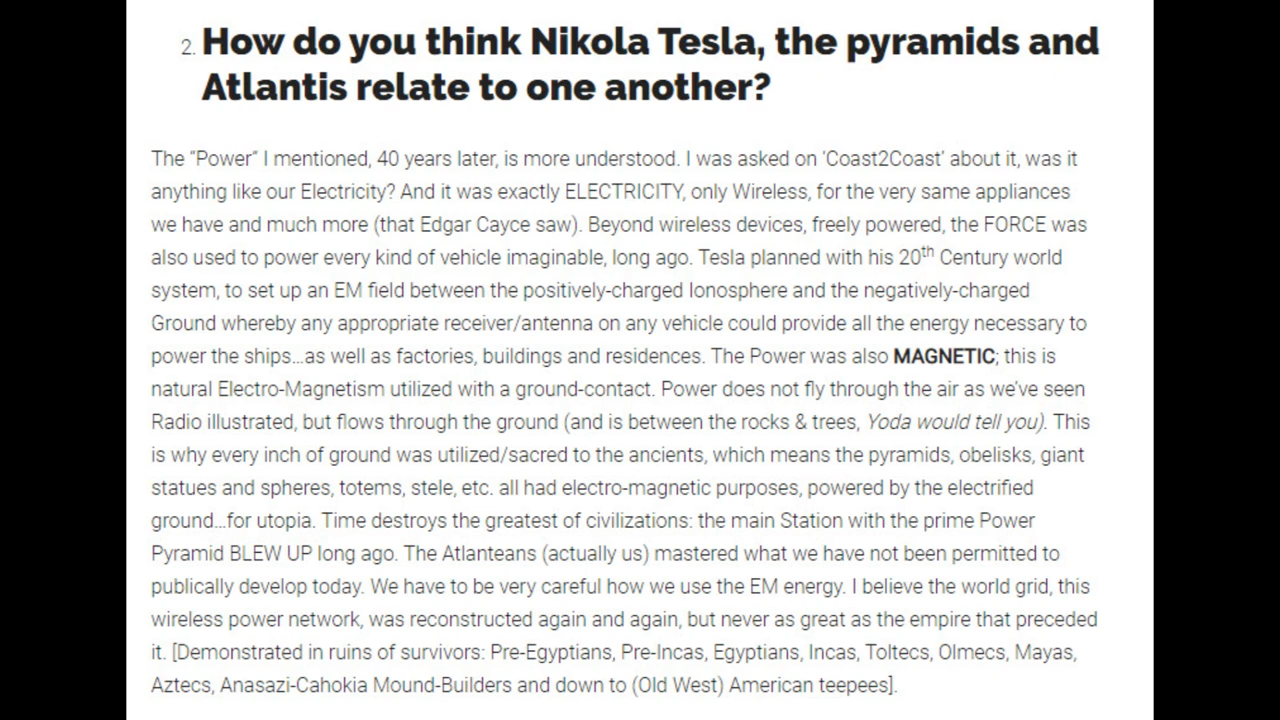 2. How do you think Nikola Tesla, the pyramids and
Atlantis relate to one another?
The “Power” I mentioned, 40 years later, is more understood. I was asked on ‘Coast2Coast’ about it, was it
anything like our Electricity? And it was exactly ELECTRICITY, only Wireless, for the very same appliances
we have and much more (that Edgar Cayce saw). Beyond wireless devices, freely powered, the FORCE was
also used to power every kind of vehicle imaginable, long ago. Tesla planned with his 20th Century world
system, to set up an EM field between the positively-charged Ionosphere and the negatively-charged
Ground whereby any appropriate receiver/antenna on any vehicle could provide all the energy necessary to
power the ships…as well as factories, buildings and residences. The Power was also MAGNETIC; this is
natural Electro-Magnetism utilized with a ground-contact. Power does not fly through the air as we’ve seen
Radio illustrated, but flows through the ground (and is between the rocks & trees, Yoda would tell you). This
is why every inch of ground was utilized/sacred to the ancients, which means the pyramids, obelisks, giant
statues and spheres, totems, stele, etc. all had electro-magnetic purposes, powered by the electrified
ground…for utopia. Time destroys the greatest of civilizations: the main Station with the prime Power
Pyramid BLEW UP long ago. The Atlanteans (actually us) mastered what we have not been permitted to
publically develop today. We have to be very careful how we use the EM energy. I believe the world grid, this
wireless power network, was reconstructed again and again, but never as great as the empire that preceded
it. [Demonstrated in ruins of survivors: Pre-Egyptians, Pre-Incas, Egyptians, Incas, Toltecs, Olmecs, Mayas,
Aztecs, Anasazi-Cahokia Mound-Builders and down to (Old West) American teepees].